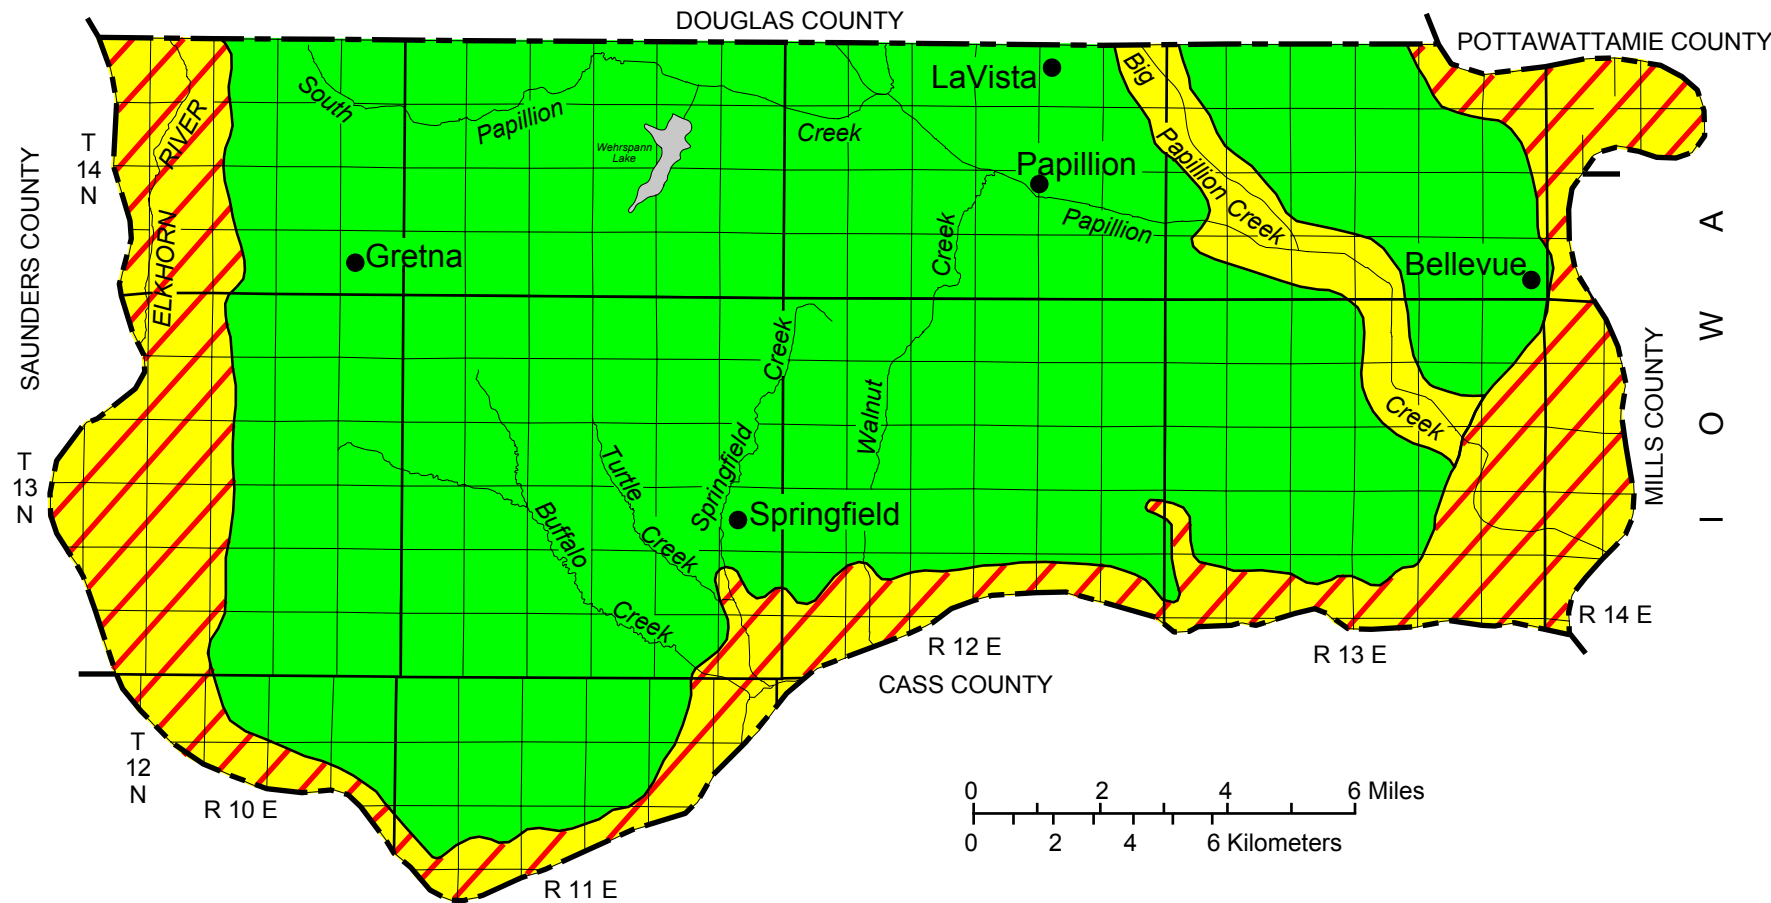 DOUGLAS COUNTY
POTTAWATTAMIE COUNTY
LaVista
Big
South
Papillion
Creek
RIVER
T
14
N
Wehrspann
Lake
Papillion
Papillion Creek
SAUNDERS COUNTY
ELKHORN
Creek
Papillion
Gretna
Bellevue
A
W
O
I
MILLS COUNTY
Creek
Walnut
Creek
T
13
N
Turtle
Creek
Springfield
Springfield
Buffalo
Creek
R 14 E
R 12 E
R 13 E
CASS COUNTY
T
12
N
R 10 E
R 11 E
0 2 4 6 Miles
0 2 4 6 Kilometers